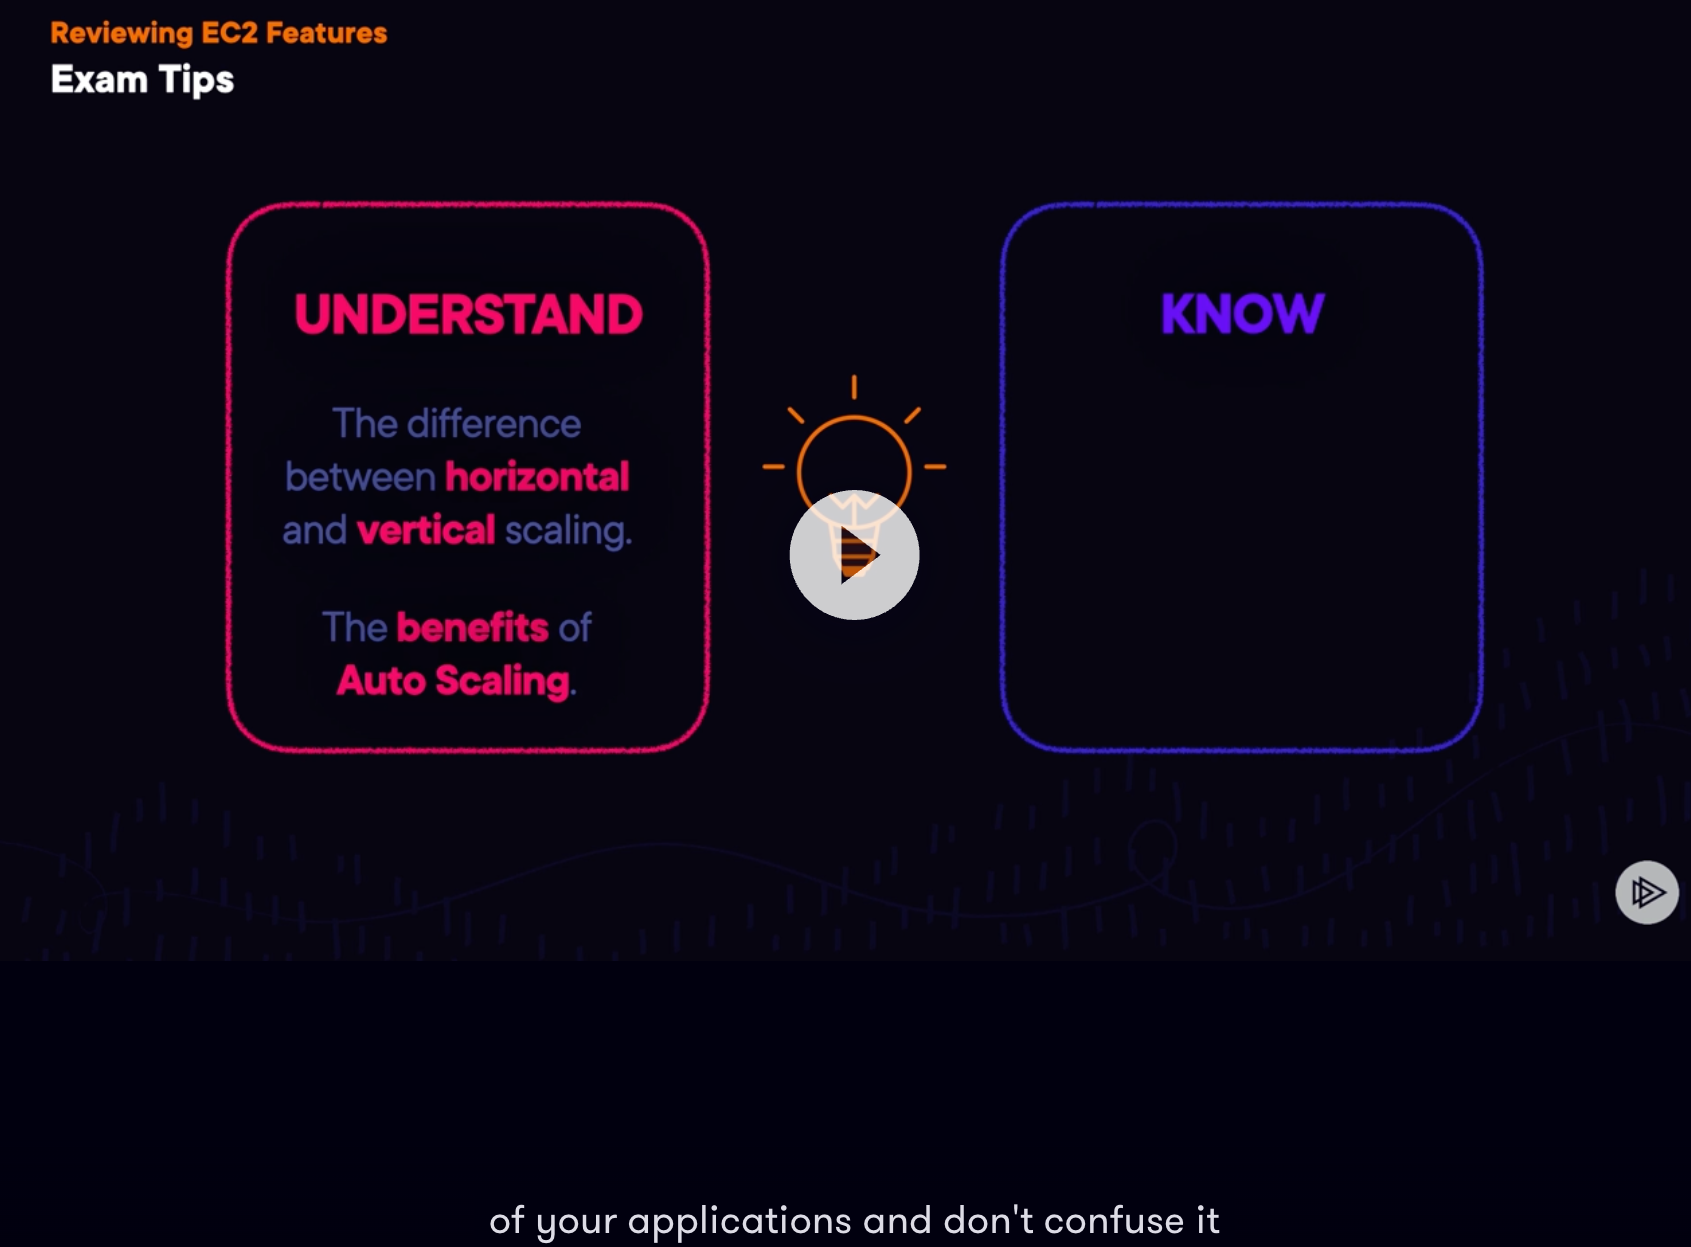 Reviewing EC2 Features
Exam Tips
UNDERSTAND
The difference
between horizontal
and vertical scaling.
The benefits of
Auto Scaling.
KNOW
of your applications and don't confuse it